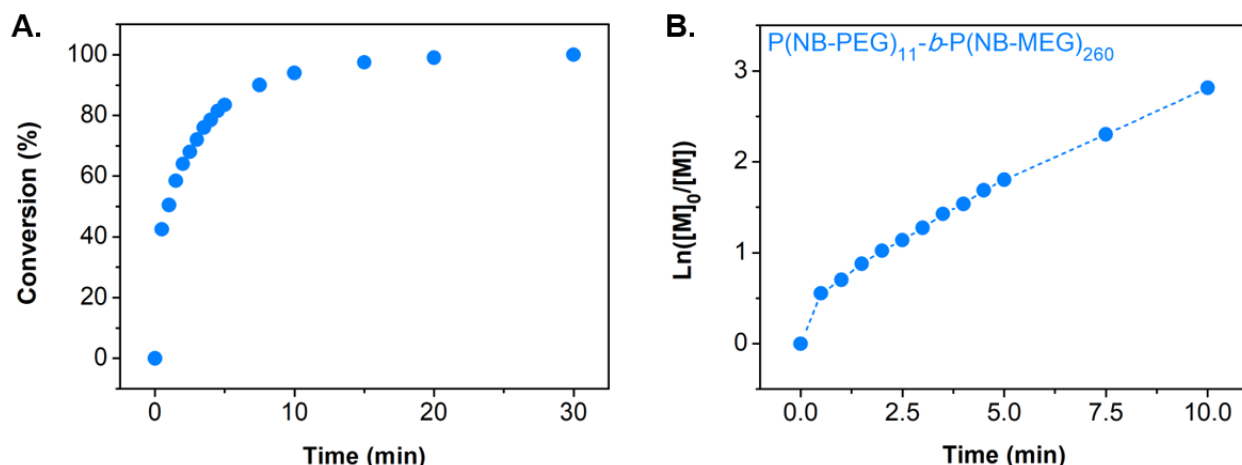 A.
100
80
60
40
20
0
Conversion (%)
0
10
20
30
Time (min)
B.
P(NB-PEG)11-b-P(NB-MEG)260
3
2
1
0
Ln([M]0/[M])
0.0
2.5
5.0
7.5
10.0
Time (min)